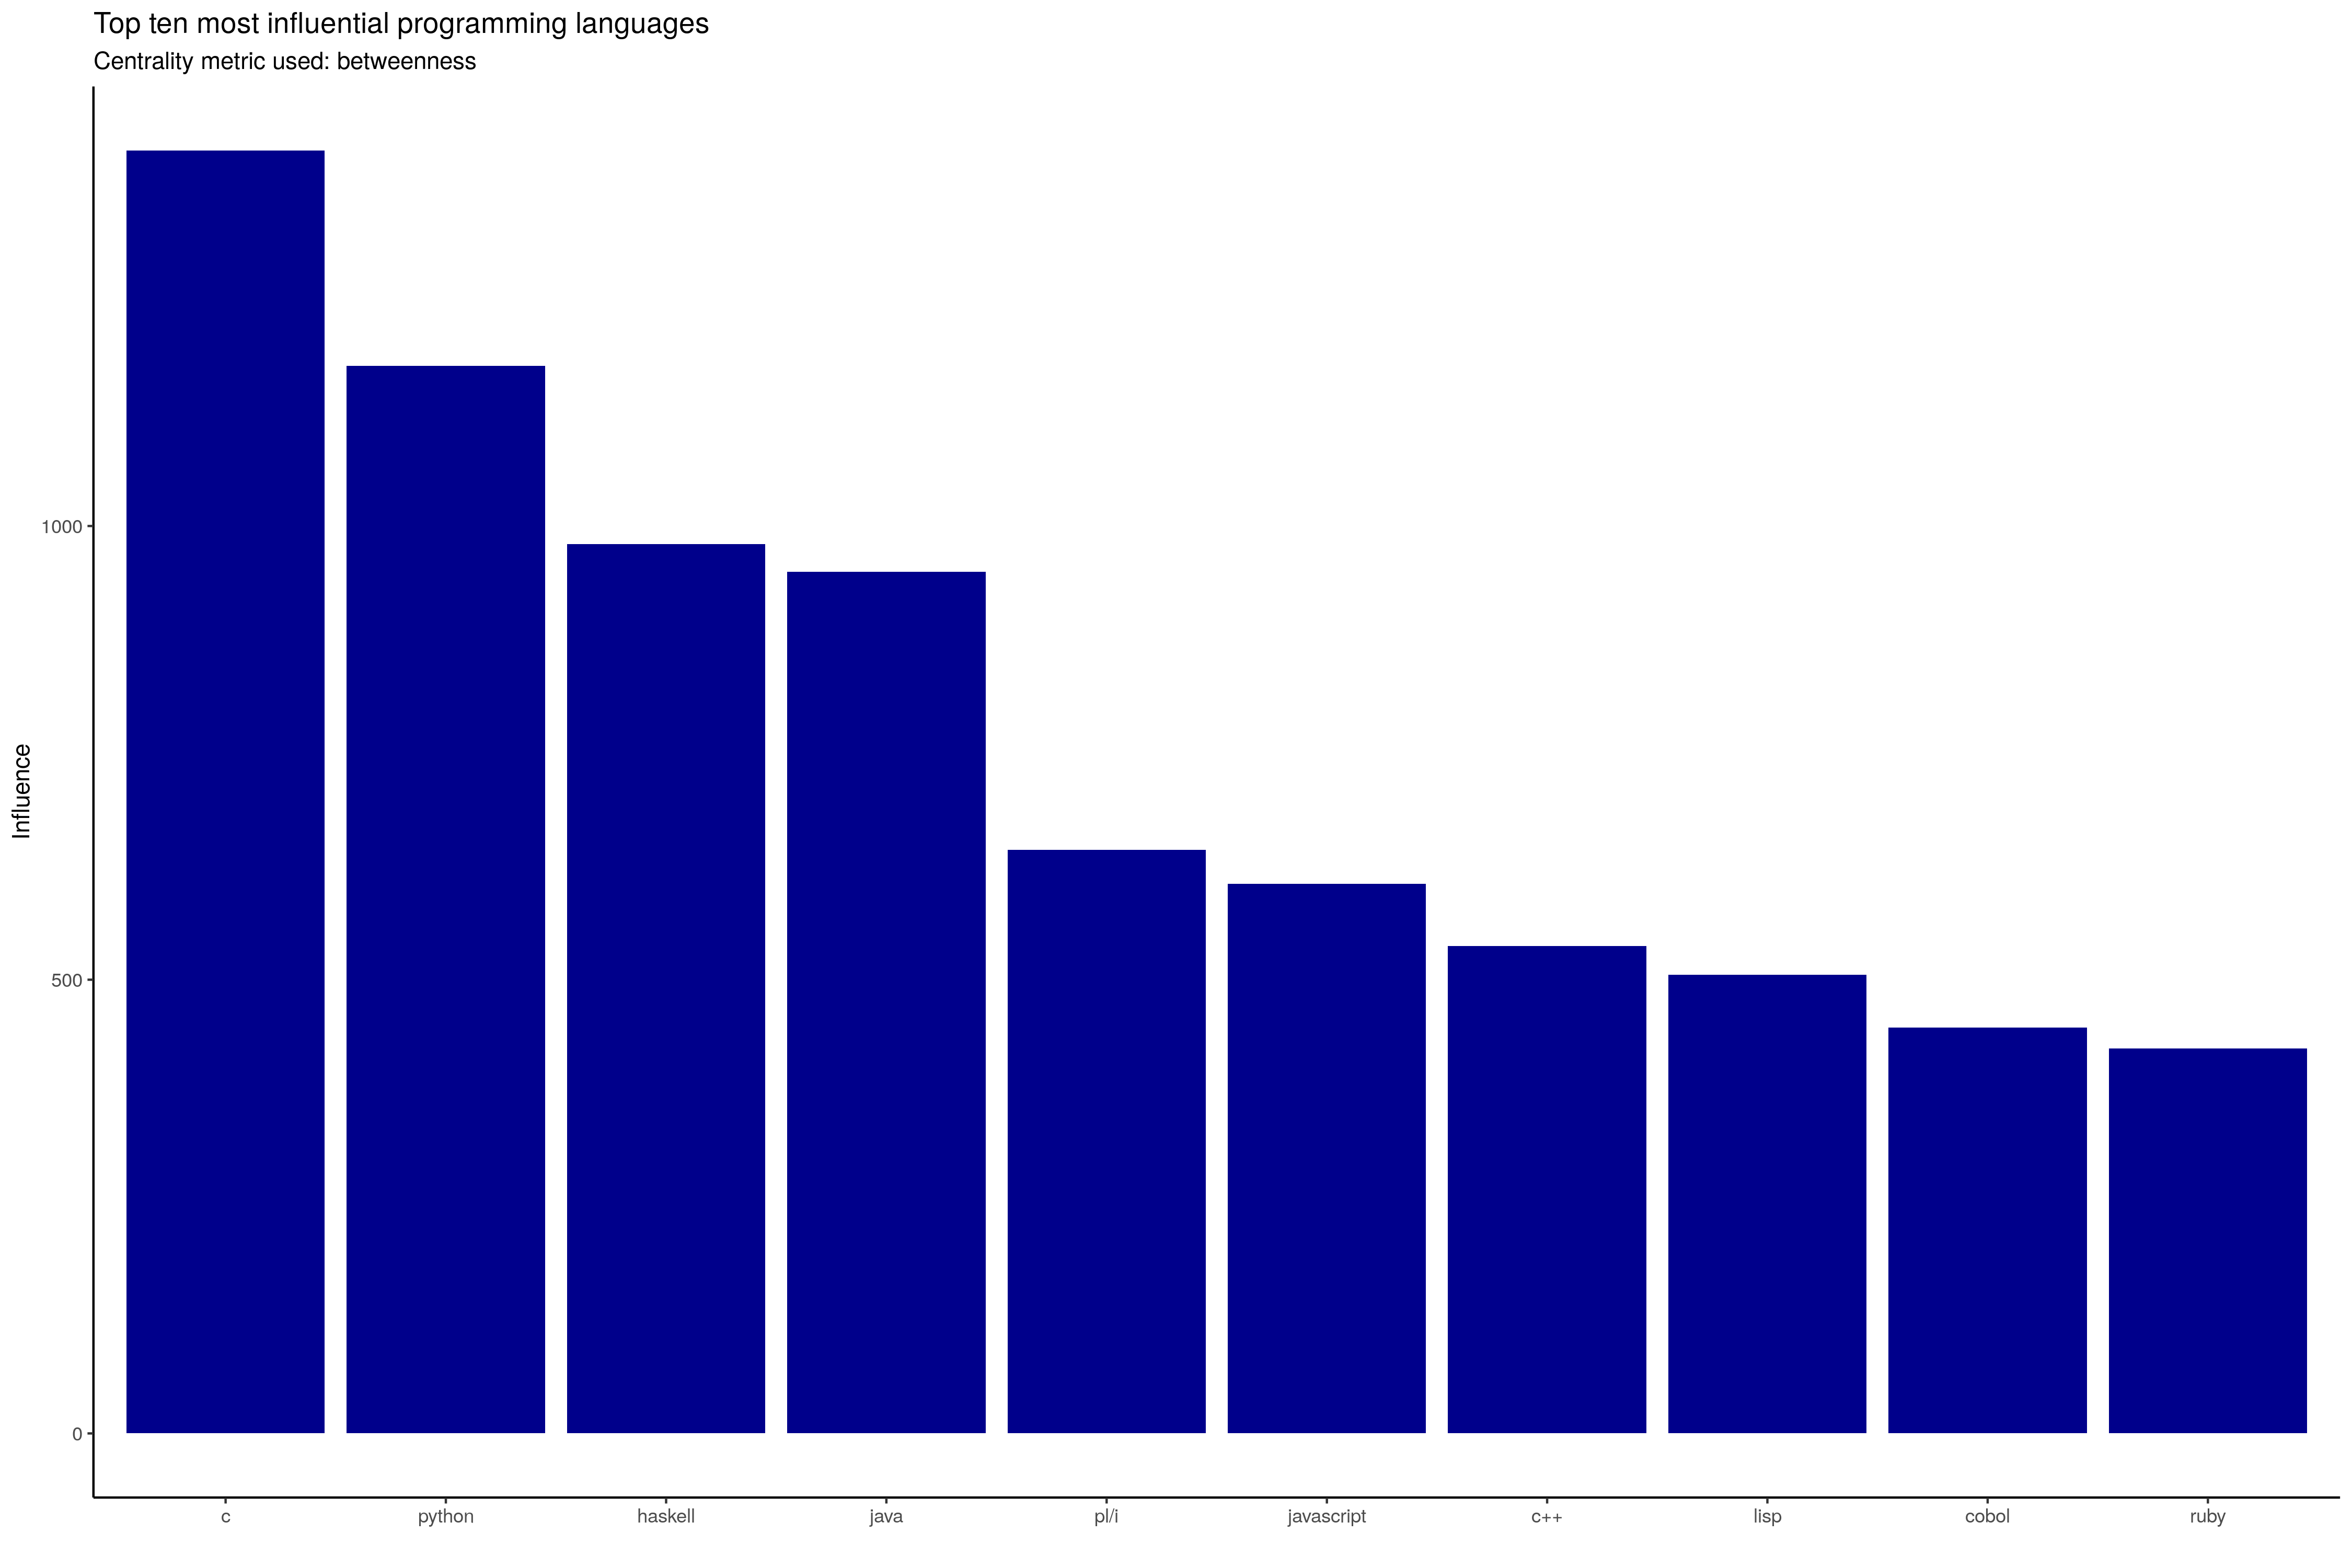 Top ten most influential programming languages
Centrality metric used: betweenness
Influence
1000
500
0
c
python
haskell
java
pl/i
javascript
c++
lisp
cobol
ruby